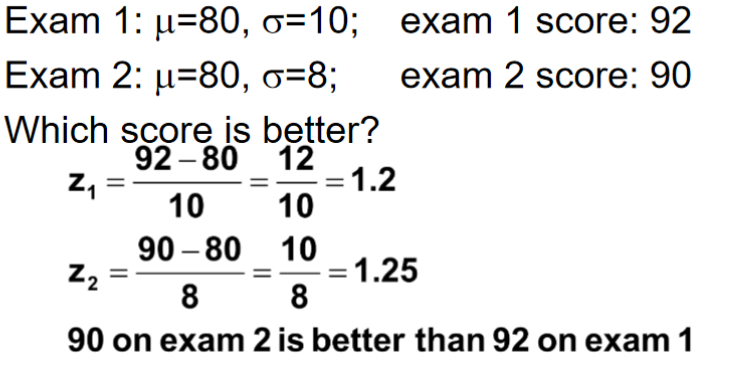 Exam 1: μ=80, σ=10; exam 1 score: 92
Exam 2: μ=80, σ=8; exam 2 score: 90
Which score is better?
z₁ = (92 – 80)/10 = 12/10 = 1.2
z₂ = (90 – 80)/8 = 10/8 = 1.25
90 on exam 2 is better than 92 on exam 1